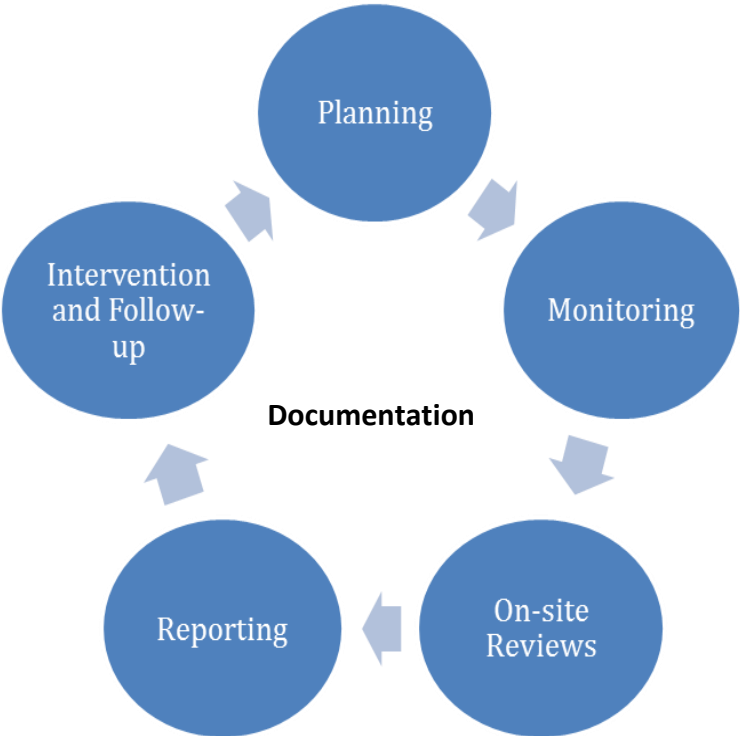 Planning
Monitoring
On-site
Reviews
Reporting
Intervention
and Follow-
up
Documentation